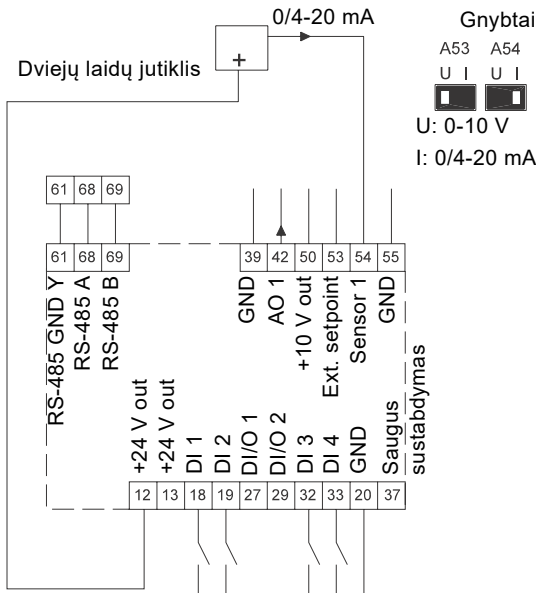 0/4-20 mA
Gnybtai
A53 A54
U I U I
U: 0-10 V
I: 0/4-20 mA
Dviejų laidų jutiklis
+
61 68 69
61 68 69
39 42 50 53 54 55
RS-485 GND Y
RS-485 A
RS-485 B
GND
AO 1
+10 V out
Ext. setpoint
Sensor 1
GND
+24 V out
+24 V out
DI 1
DI 2
DI/O 1
DI/O 2
DI 3
DI 4
GND
Saugus
sustabdymas
12 13 18 19 27 29 32 33 20 37